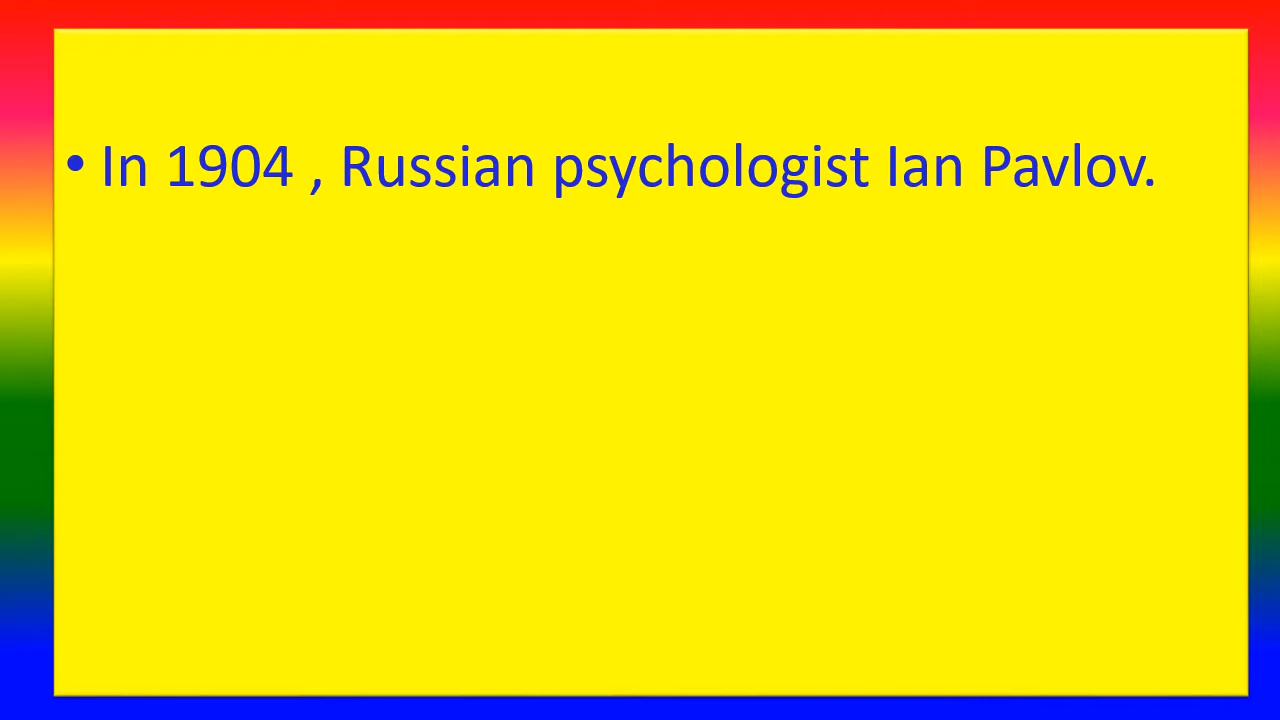 • In 1904 , Russian psychologist Ian Pavlov.